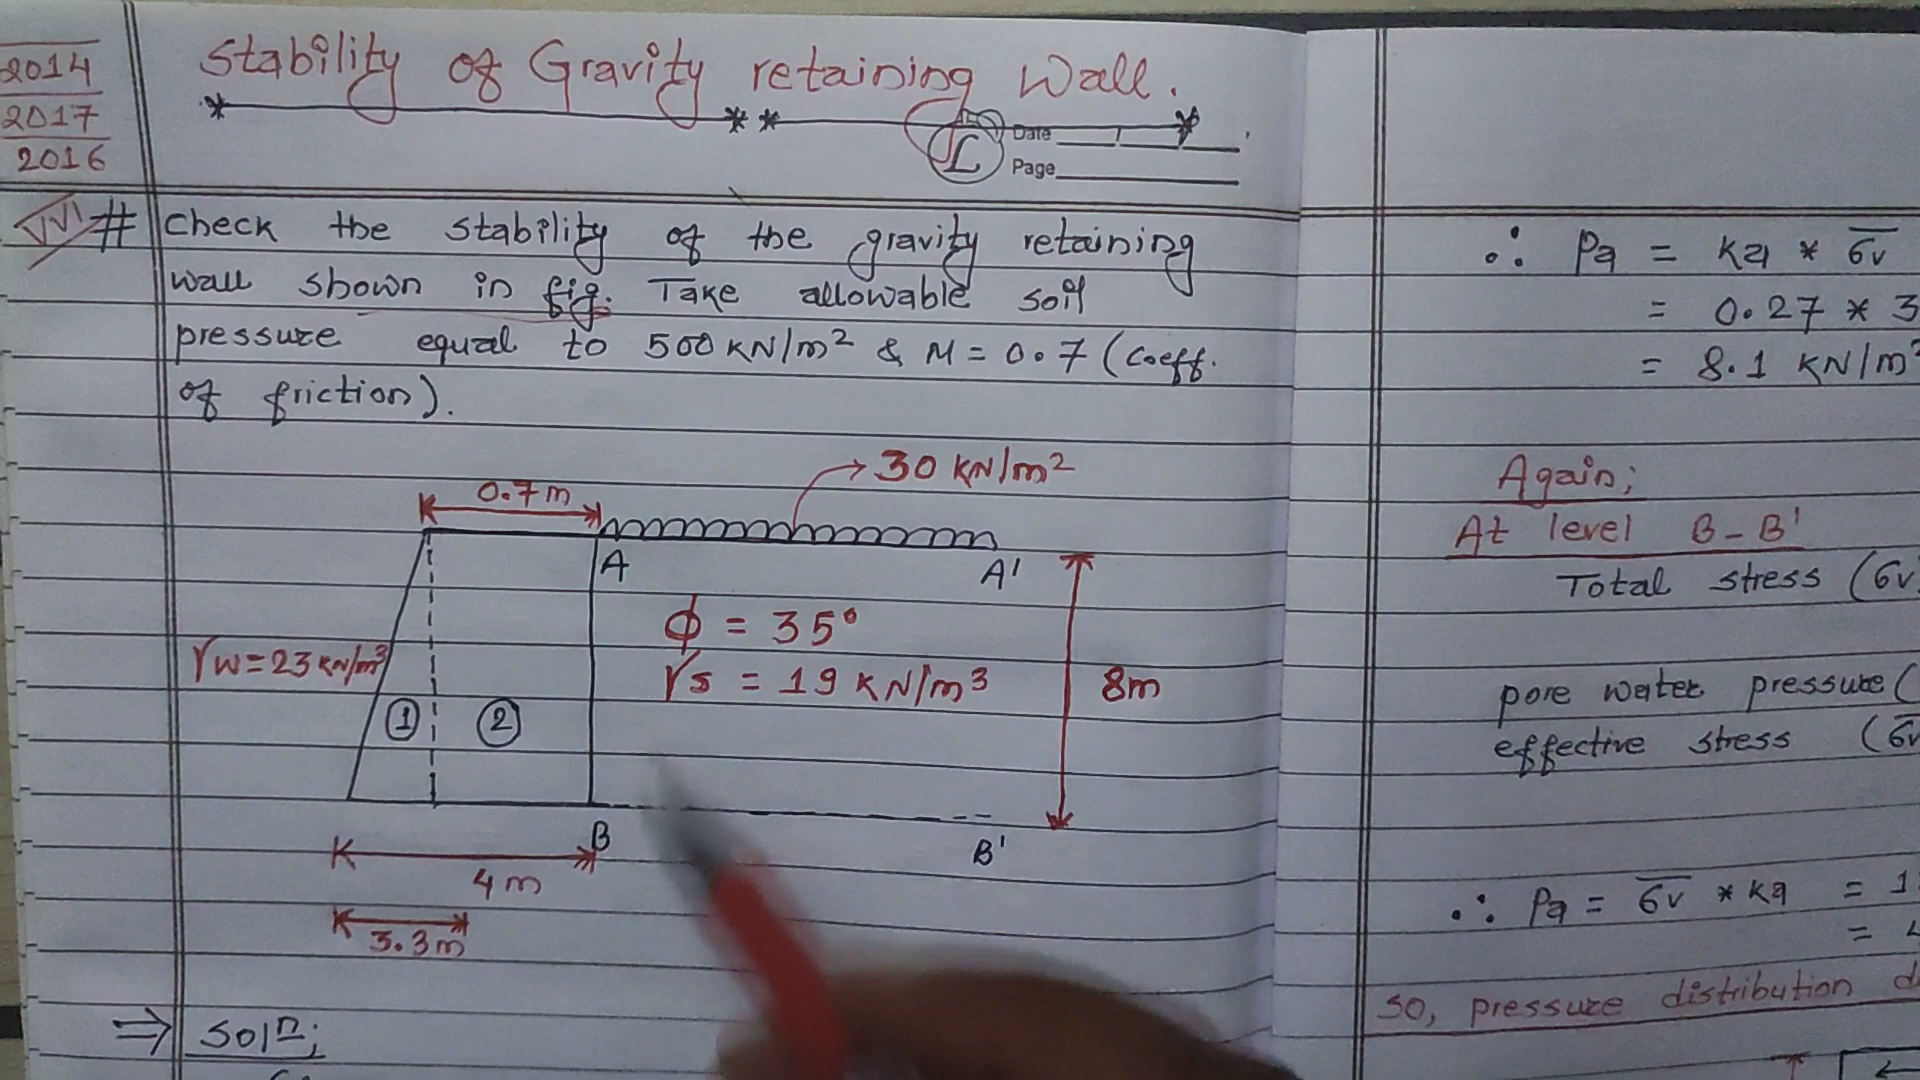 2014
2017
2016
Stability of Gravity retaining Wall.
Date
Page
# Check the stability of the gravity retaining
wall shown in fig. Take allowable soil
pressure equal to 500 KN/m² & M = 0.7 (Coeff.
of friction).
30 KN/m²
0.7m
A
A'
ϕ = 35°
γw = 23 KN/m³
γs = 19 KN/m³
8m
① ②
B
B'
4 m
3.3m
⇒ Solⁿ;
∴ Pa = ka * σ̅v
= 0.27 * 3
= 8.1 KN/m²
Again;
At level B-B'
Total stress (σv
pore water pressure (
effective stress (σ̅v
∴ Pa = σ̅v * ka = 1
=
So, pressure distribution